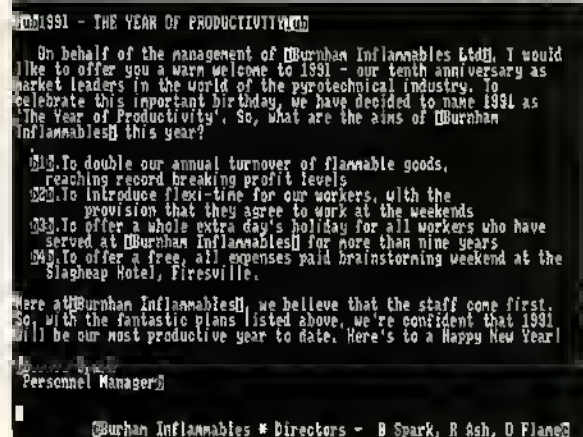 1991 - THE YEAR OF PRODUCTIVITY
On behalf of the management of Burnham Inflammables Ltd, I would
like to offer you a warm welcome to 1991 - our tenth anniversary as
market leaders in the world of the pyrotechnical industry. To
celebrate this important birthday, we have decided to name 1991 as
'The Year of Productivity'. So, what are the aims of Burnham
Inflammables this year?
1.To double our annual turnover of flammable goods,
reaching record breaking profit levels
2.To introduce flexi-time for our workers, with the
provision that they agree to work at the weekends
3.To offer a whole extra day's holiday for all workers who have
served at Burnham Inflammables for more than nine years
4.To offer a free, all expenses paid brainstorming weekend at the
Slagheap Hotel, Firesville.
Here at Burnham Inflammables, we believe that the staff come first.
So, with the fantastic plans listed above, we're confident that 1991
will be our most productive year to date. Here's to a Happy New Year!
Personnel Manager
Burham Inflammables * Directors - B Spark, R Ash, D Flame